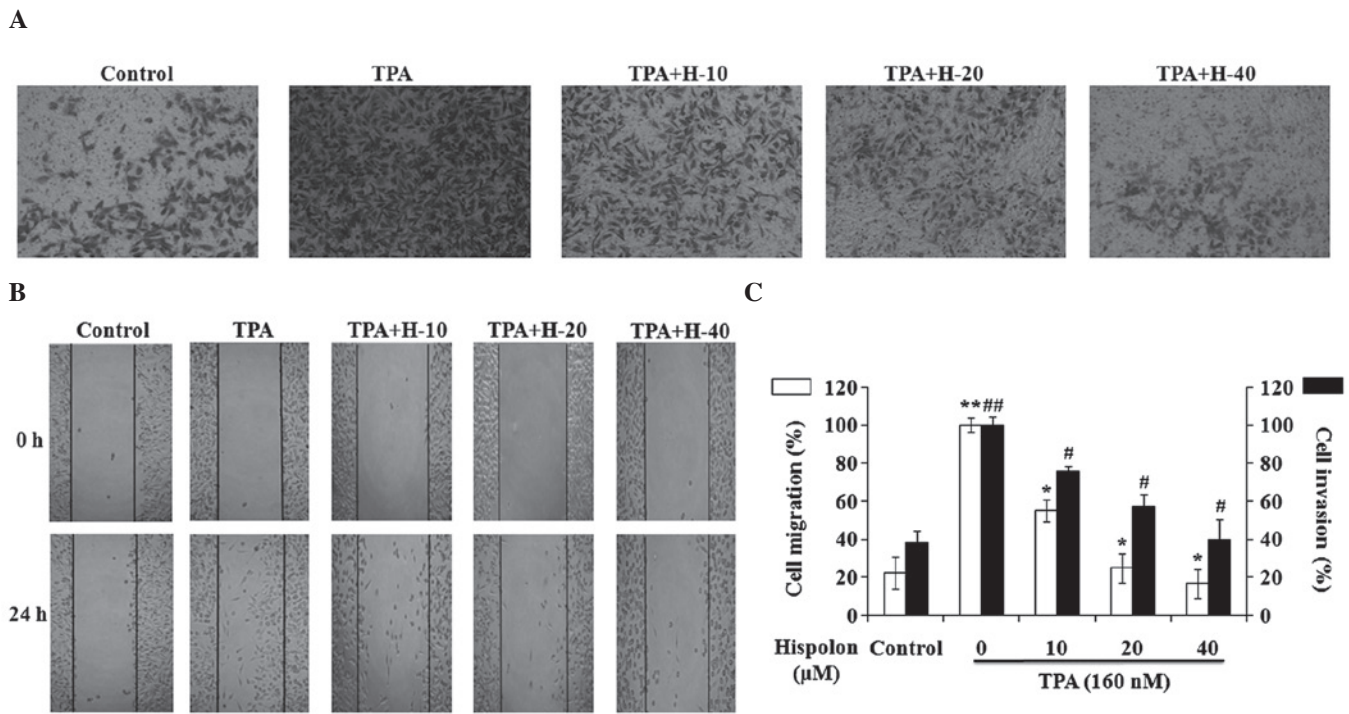 A
Control TPA TPA+H-10 TPA+H-20 TPA+H-40
B
Control TPA TPA+H-10 TPA+H-20 TPA+H-40
0 h
24 h
C
Cell migration (%)
120
100
80
60
40
20
0
**## * # * # * #
120
100
80
60
40
20
0
Cell invasion
(%)
Hispolon Control 0 10 20 40
(µM)
TPA (160 nM)